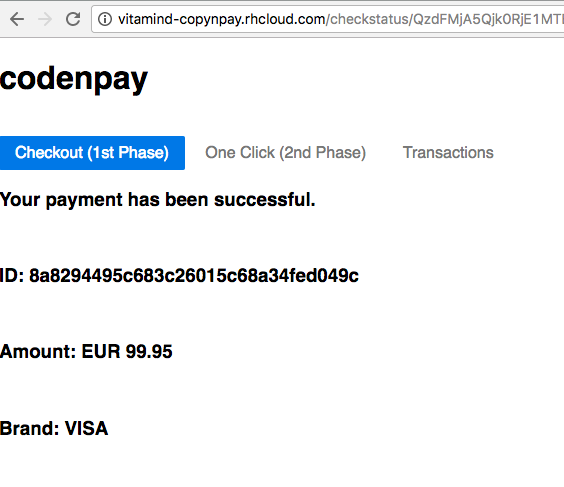 vitamind-copynpay.rhcloud.com/checkstatus/QzdFMjA5Qjk0RjE1MTI
codenpay
Checkout (1st Phase) One Click (2nd Phase) Transactions
Your payment has been successful.
ID: 8a8294495c683c26015c68a34fed049c
Amount: EUR 99.95
Brand: VISA